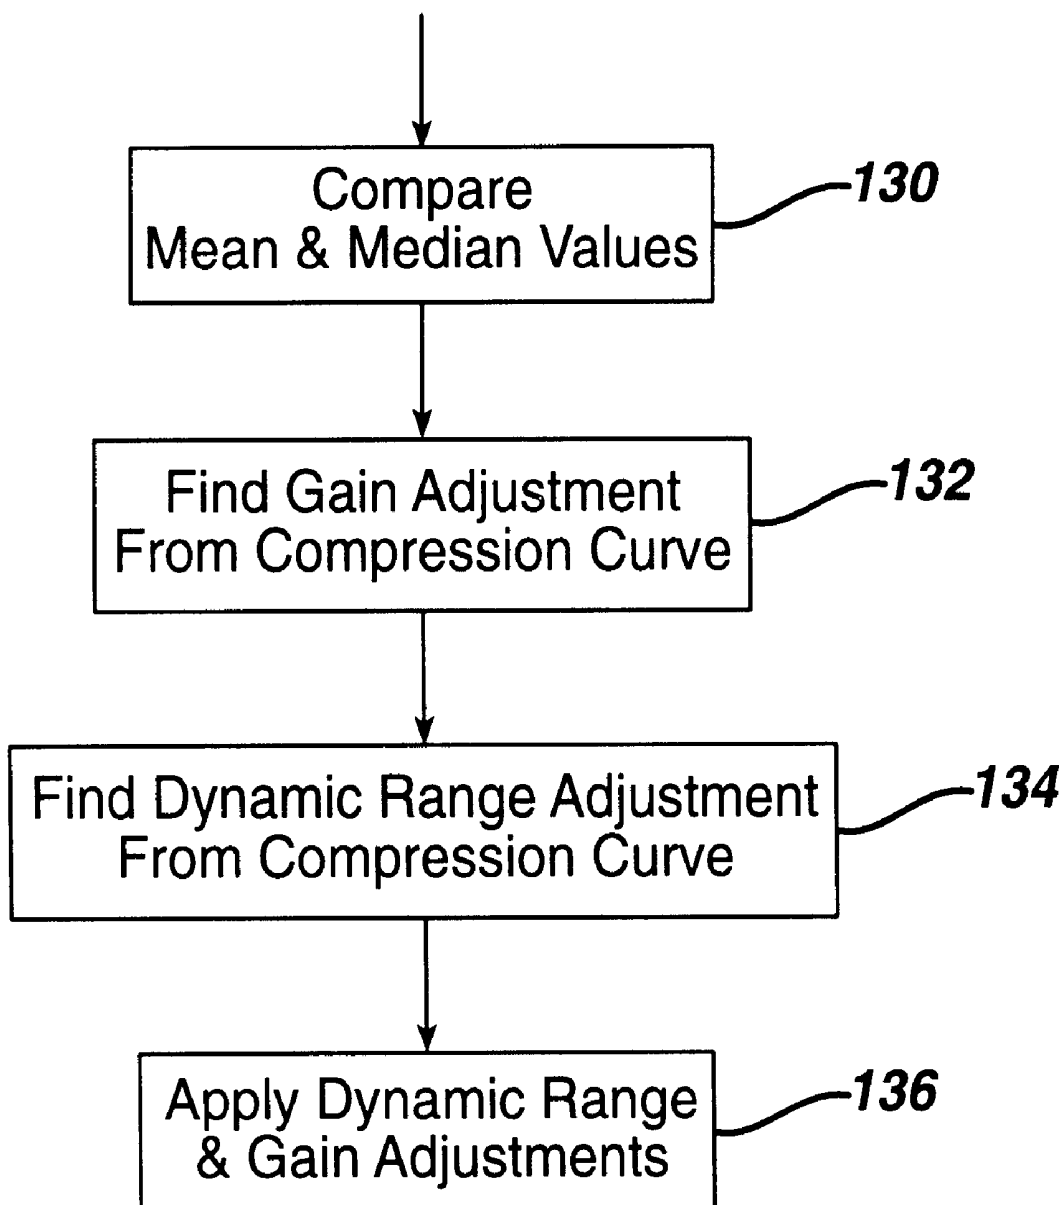 Compare
Mean & Median Values
130
Find Gain Adjustment
From Compression Curve
132
Find Dynamic Range Adjustment
From Compression Curve
134
Apply Dynamic Range
& Gain Adjustments
136